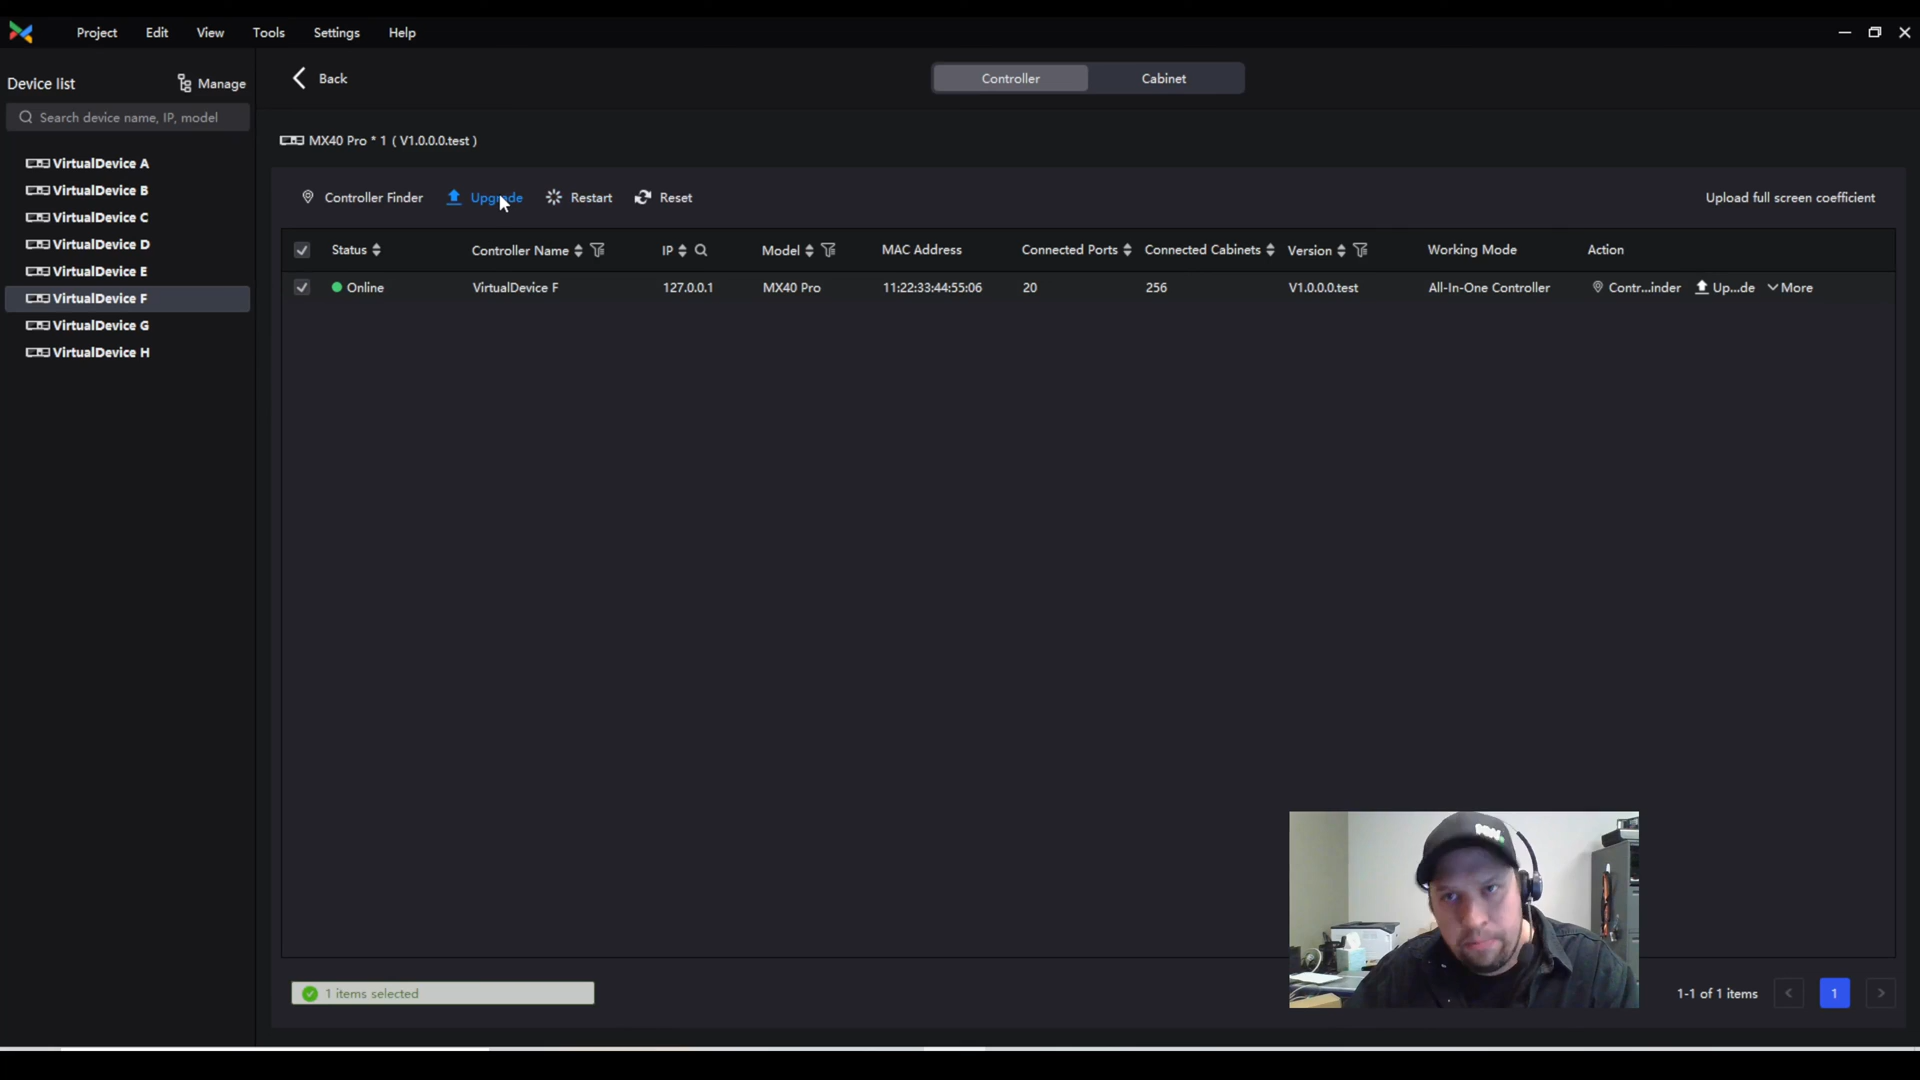 Project Edit View Tools Settings Help
Device list Manage
Search device name, IP, model
VirtualDevice A
VirtualDevice B
VirtualDevice C
VirtualDevice D
VirtualDevice E
VirtualDevice F
VirtualDevice G
VirtualDevice H
Back Controller Cabinet
MX40 Pro * 1 ( V1.0.0.0.test )
Controller Finder Upgrade Restart Reset Upload full screen coefficient
Status Controller Name IP Model MAC Address Connected Ports Connected Cabinets Version Working Mode Action
Online VirtualDevice F 127.0.0.1 MX40 Pro 11:22:33:44:55:06 20 256 V1.0.0.0.test All-In-One Controller Contr...inder Up...de More
1 items selected 1-1 of 1 items < 1 >